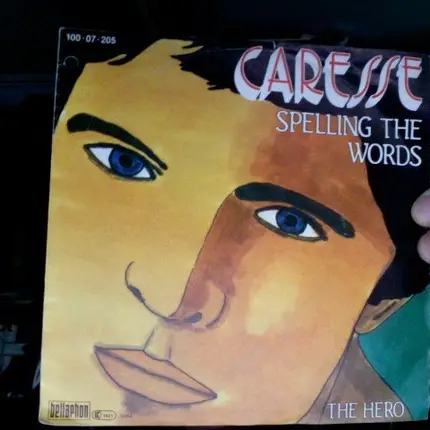 100·07·205
CARESSE
SPELLING THE
WORDS
THE HERO
bellaphon